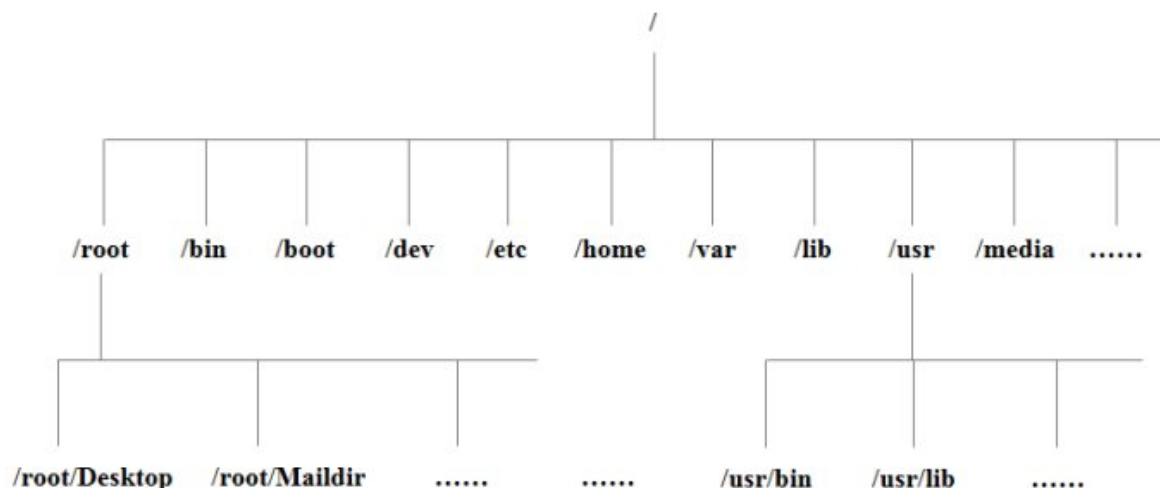 /
/root /bin /boot /dev /etc /home /var /lib /usr /media ……
/root/Desktop /root/Maildir …… …… /usr/bin /usr/lib ……